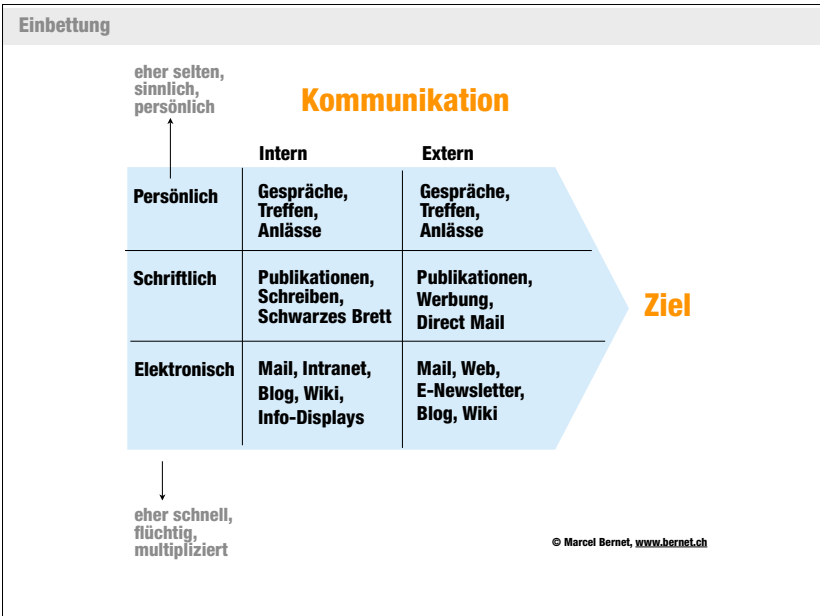 Einbettung
eher selten,
sinnlich,
persönlich
Kommunikation
Intern
Extern
Persönlich
Gespräche,
Treffen,
Anlässe
Gespräche,
Treffen,
Anlässe
Schriftlich
Publikationen,
Schreiben,
Schwarzes Brett
Publikationen,
Werbung,
Direct Mail
Ziel
Elektronisch
Mail, Intranet,
Blog, Wiki,
Info-Displays
Mail, Web,
E-Newsletter,
Blog, Wiki
eher schnell,
flüchtig,
multipliziert
© Marcel Bernet, www.bernet.ch